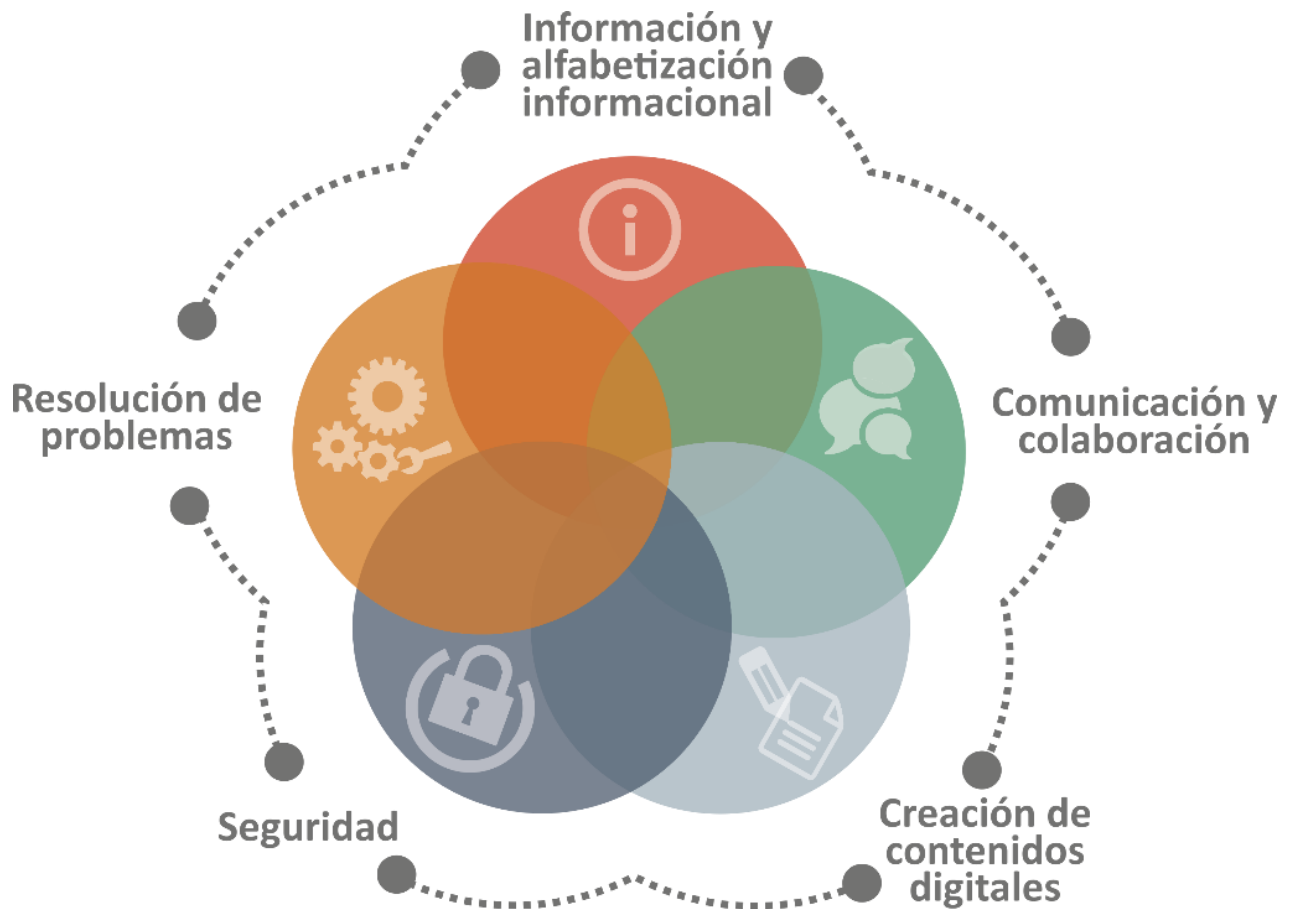 Información y
alfabetización
informacional
Resolución de
problemas
Comunicación y
colaboración
Seguridad
Creación de
contenidos
digitales